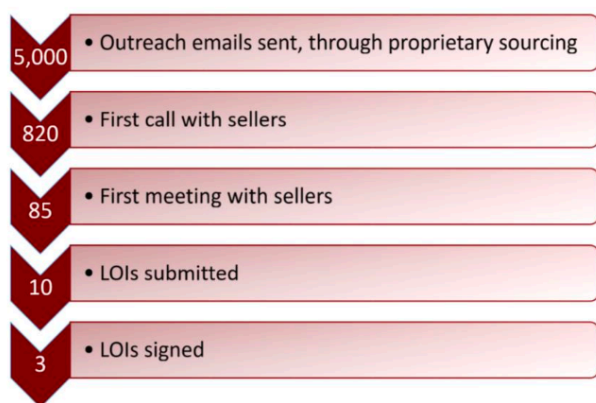 5,000
• Outreach emails sent, through proprietary sourcing
820
• First call with sellers
85
• First meeting with sellers
10
• LOIs submitted
3
• LOIs signed